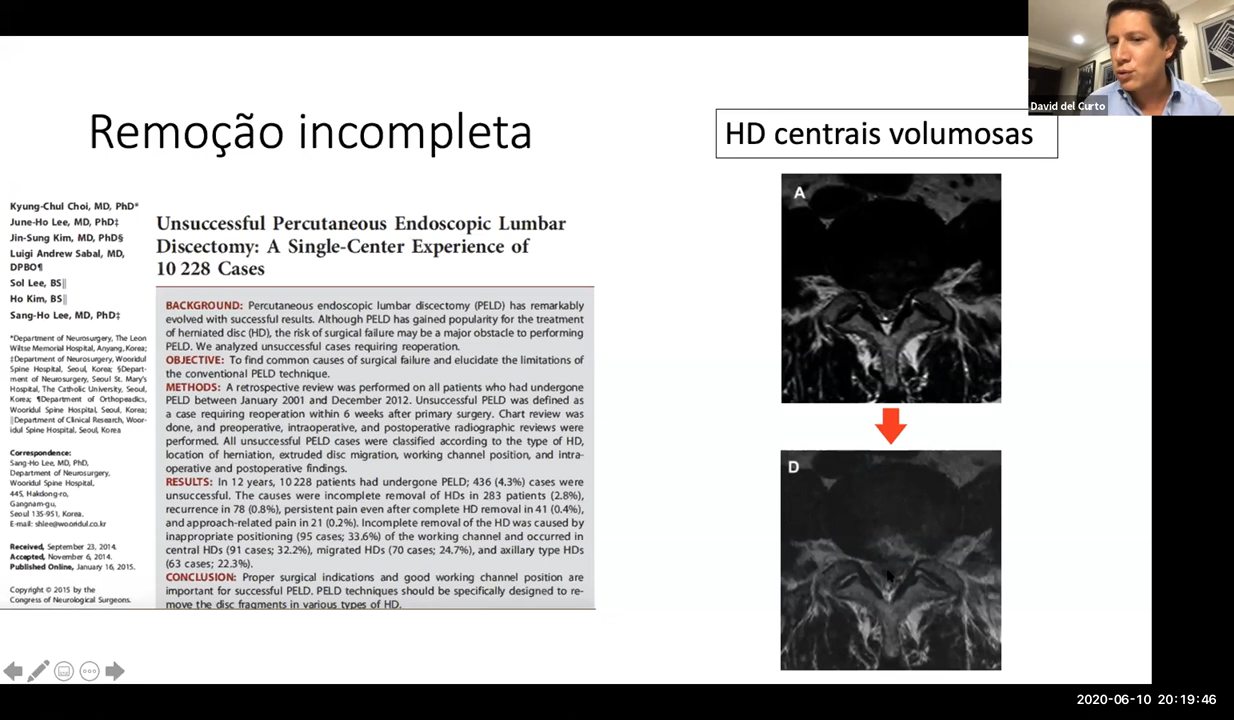 David del Curto
Remoção incompleta
HD centrais volumosas
Kyung-Chul Choi, MD, PhD*
June-Ho Lee, MD, PhD‡
Jin-Sung Kim, MD, PhD§
Luigi Andrew Sabal, MD,
DPBO¶
Sol Lee, BS||
Ho Kim, BS||
Sang-Ho Lee, MD, PhD‡
*Department of Neurosurgery, The Leon
Wiltse Memorial Hospital, Anyang, Korea;
‡Department of Neurosurgery, Wooridul
Spine Hospital, Seoul, Korea; §Depart-
ment of Neurosurgery, Seoul St. Mary's
Hospital, The Catholic University, Seoul,
Korea; ¶Department of Orthopaedics,
Wooridul Spine Hospital, Seoul, Korea;
||Department of Clinical Research, Woor-
idul Spine Hospital, Seoul, Korea
Correspondence:
Sang-Ho Lee, MD, PhD,
Department of Neurosurgery,
Wooridul Spine Hospital,
445, Hakdong-ro,
Gangnam-gu,
Seoul 135-951, Korea.
E-mail: shlee@wooridul.co.kr
Received, September 23, 2014.
Accepted, November 6, 2014.
Published Online, January 16, 2015.
Copyright © 2015 by the
Congress of Neurological Surgeons.
Unsuccessful Percutaneous Endoscopic Lumbar
Discectomy: A Single-Center Experience of
10 228 Cases
BACKGROUND: Percutaneous endoscopic lumbar discectomy (PELD) has remarkably
evolved with successful results. Although PELD has gained popularity for the treatment
of herniated disc (HD), the risk of surgical failure may be a major obstacle to performing
PELD. We analyzed unsuccessful cases requiring reoperation.
OBJECTIVE: To find common causes of surgical failure and elucidate the limitations of
the conventional PELD technique.
METHODS: A retrospective review was performed on all patients who had undergone
PELD between January 2001 and December 2012. Unsuccessful PELD was defined as
a case requiring reoperation within 6 weeks after primary surgery. Chart review was
done, and preoperative, intraoperative, and postoperative radiographic reviews were
performed. All unsuccessful PELD cases were classified according to the type of HD,
location of herniation, extruded disc migration, working channel position, and intra-
operative and postoperative findings.
RESULTS: In 12 years, 10 228 patients had undergone PELD; 436 (4.3%) cases were
unsuccessful. The causes were incomplete removal of HDs in 283 patients (2.8%),
recurrence in 78 (0.8%), persistent pain even after complete HD removal in 41 (0.4%),
and approach-related pain in 21 (0.2%). Incomplete removal of the HD was caused by
inappropriate positioning (95 cases; 33.6%) of the working channel and occurred in
central HDs (91 cases; 32.2%), migrated HDs (70 cases; 24.7%), and axillary type HDs
(63 cases; 22.3%).
CONCLUSION: Proper surgical indications and good working channel position are
important for successful PELD. PELD techniques should be specifically designed to re-
move the disc fragments in various types of HD.
A
D
2020-06-10 20:19:46